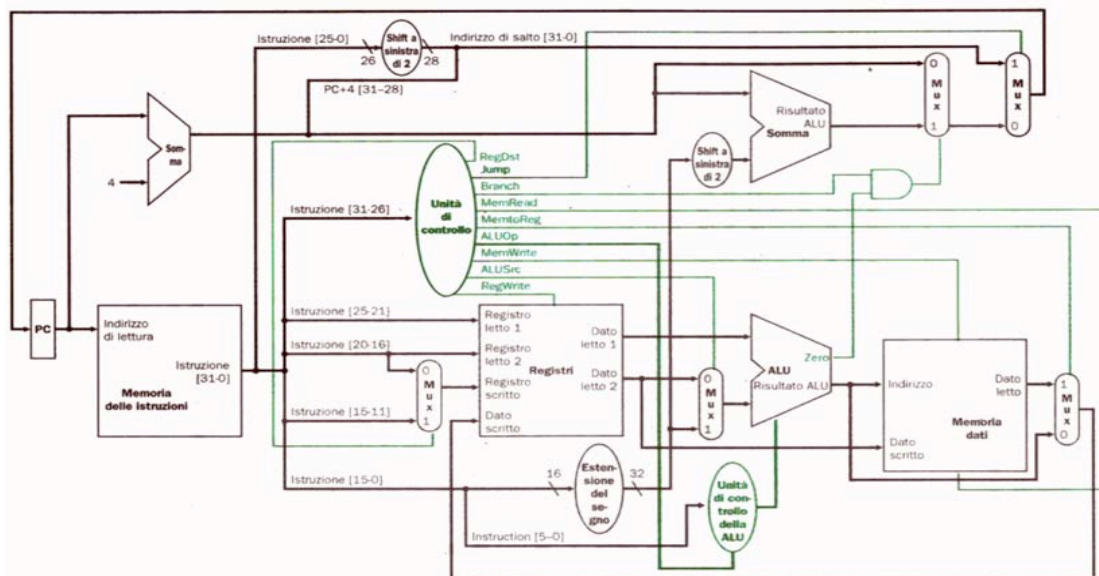 Istruzione [25-0]
Shift a
sinistra
di 2
Indirizzo di salto [31-0]
26
28
PC+4 [31-28]
0
M
u
x
1
1
M
u
x
0
Som-
ma
4
Risultato
ALU
Somma
Shift a
sinistra
di 2
RegDst
Jump
Branch
MemRead
MemtoReg
ALUOp
MemWrite
ALUSrc
RegWrite
Unità
di
controllo
Istruzione [31-26]
PC
Indirizzo
di lettura
Istruzione
[31-0]
Memoria
delle istruzioni
Istruzione [25-21]
Istruzione [20-16]
Istruzione [15-11]
0
M
u
x
1
Registro
letto 1
Registro
letto 2
Registro
scritto
Dato
scritto
Registri
Dato
letto 1
Dato
letto 2
0
M
u
x
1
Zero
ALU
Risultato ALU
Indirizzo
Dato
letto
Memoria
dati
Dato
scritto
1
M
u
x
0
Istruzione [15-0]
16
Esten-
sione
del
se-
gno
32
Unità
di con-
trollo
della
ALU
Instruction [5-0]